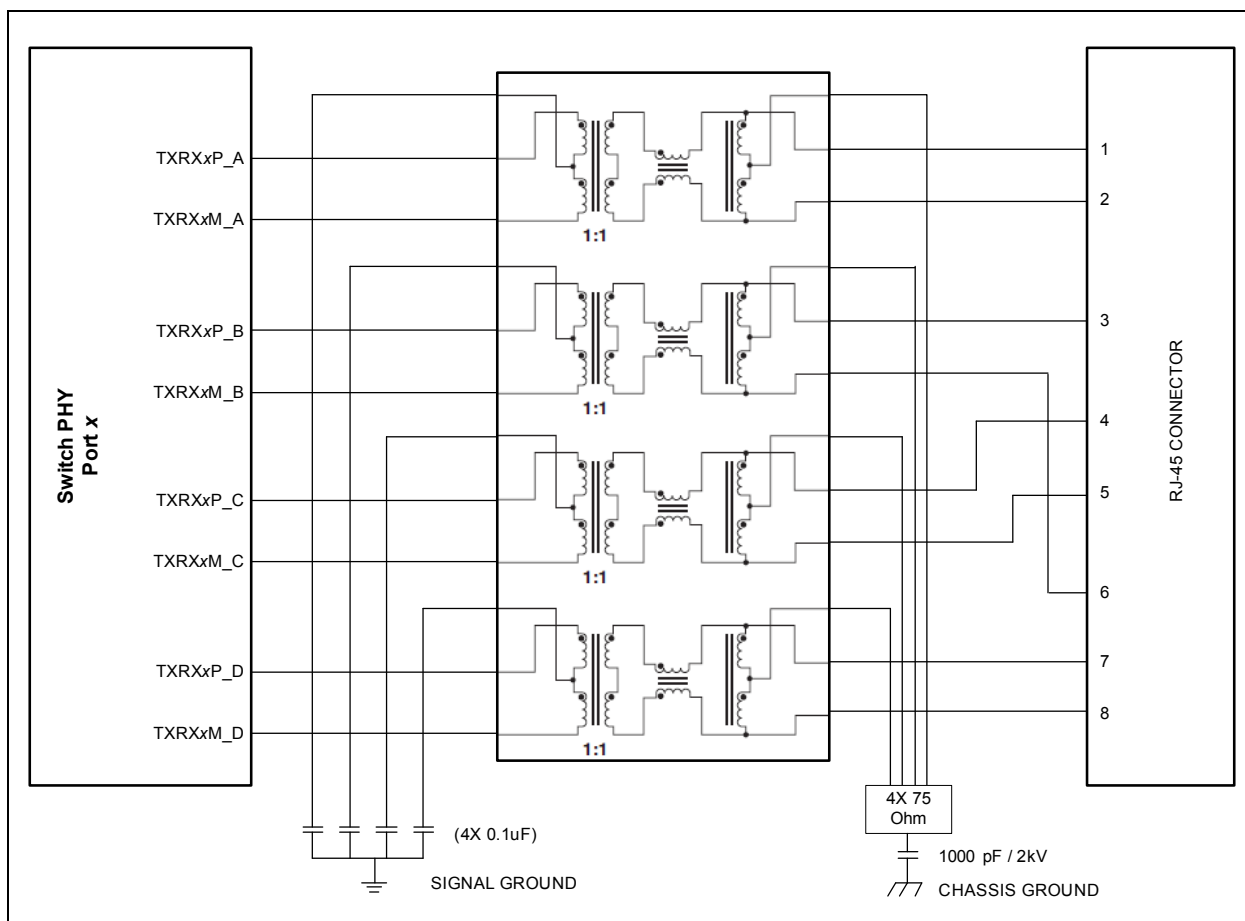 Switch PHY
Port x
TXRXxP_A
TXRXxM_A
TXRXxP_B
TXRXxM_B
TXRXxP_C
TXRXxM_C
TXRXxP_D
TXRXxM_D
1:1
1:1
1:1
1:1
1
2
3
4
5
6
7
8
RJ-45 CONNECTOR
(4X 0.1uF)
SIGNAL GROUND
4X 75
Ohm
1000 pF / 2kV
CHASSIS GROUND